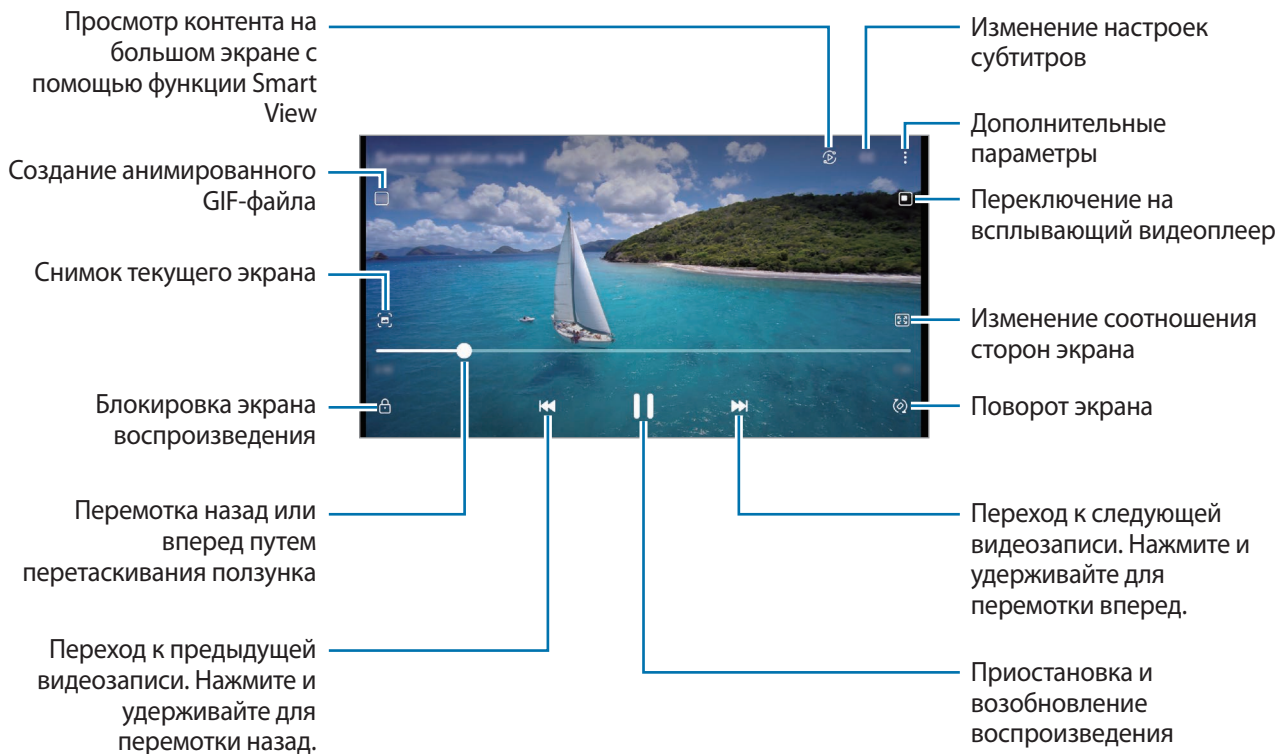 Просмотр контента на
большом экране с
помощью функции Smart
View
Создание анимированного
GIF-файла
Снимок текущего экрана
Блокировка экрана
воспроизведения
Перемотка назад или
вперед путем
перетаскивания ползунка
Переход к предыдущей
видеозаписи. Нажмите и
удерживайте для
перемотки назад.
Изменение настроек
субтитров
Дополнительные
параметры
Переключение на
всплывающий видеоплеер
Изменение соотношения
сторон экрана
Поворот экрана
Переход к следующей
видеозаписи. Нажмите и
удерживайте для
перемотки вперед.
Приостановка и
возобновление
воспроизведения